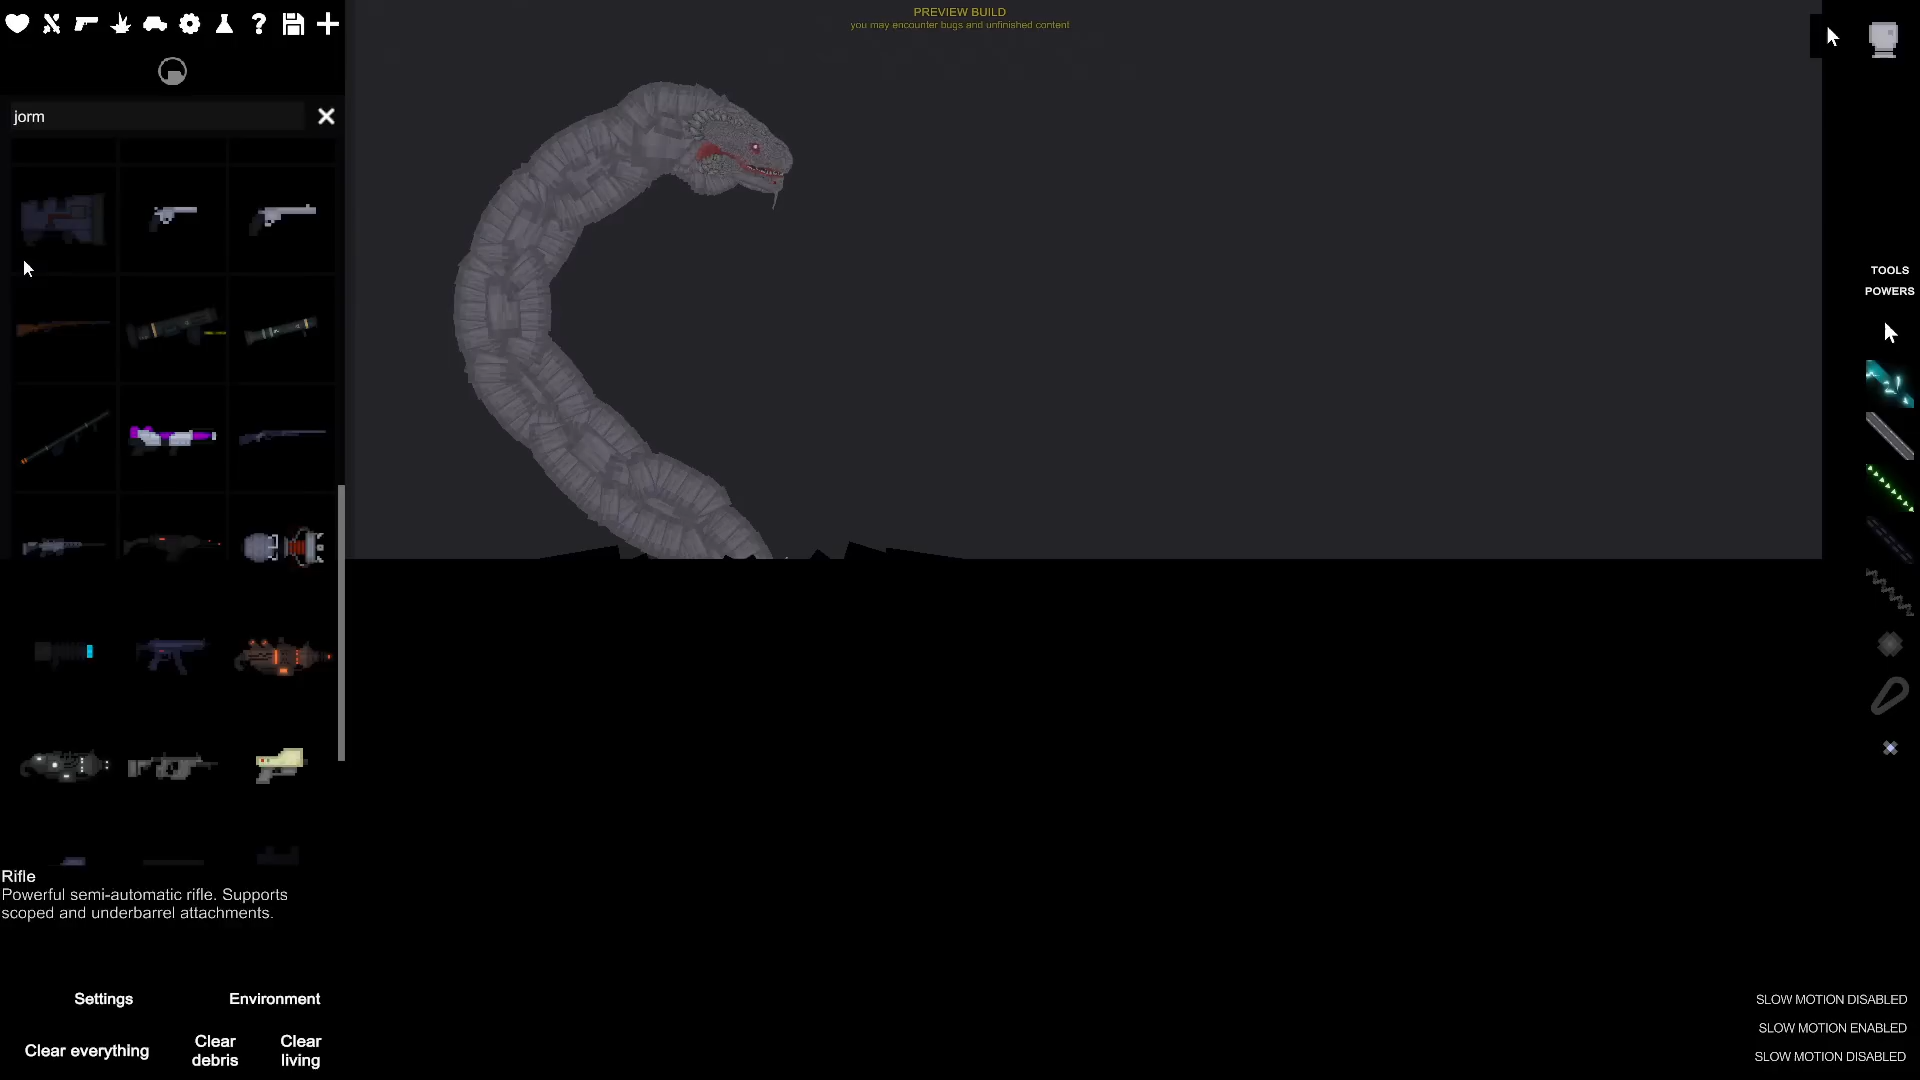 PREVIEW BUILD
you may encounter bugs and unfinished content
jorm
TOOLS
POWERS
Rifle
Powerful semi-automatic rifle. Supports
scoped and underbarrel attachments.
Settings
Environment
Clear everything
Clear
debris
Clear
living
SLOW MOTION DISABLED
SLOW MOTION ENABLED
SLOW MOTION DISABLED